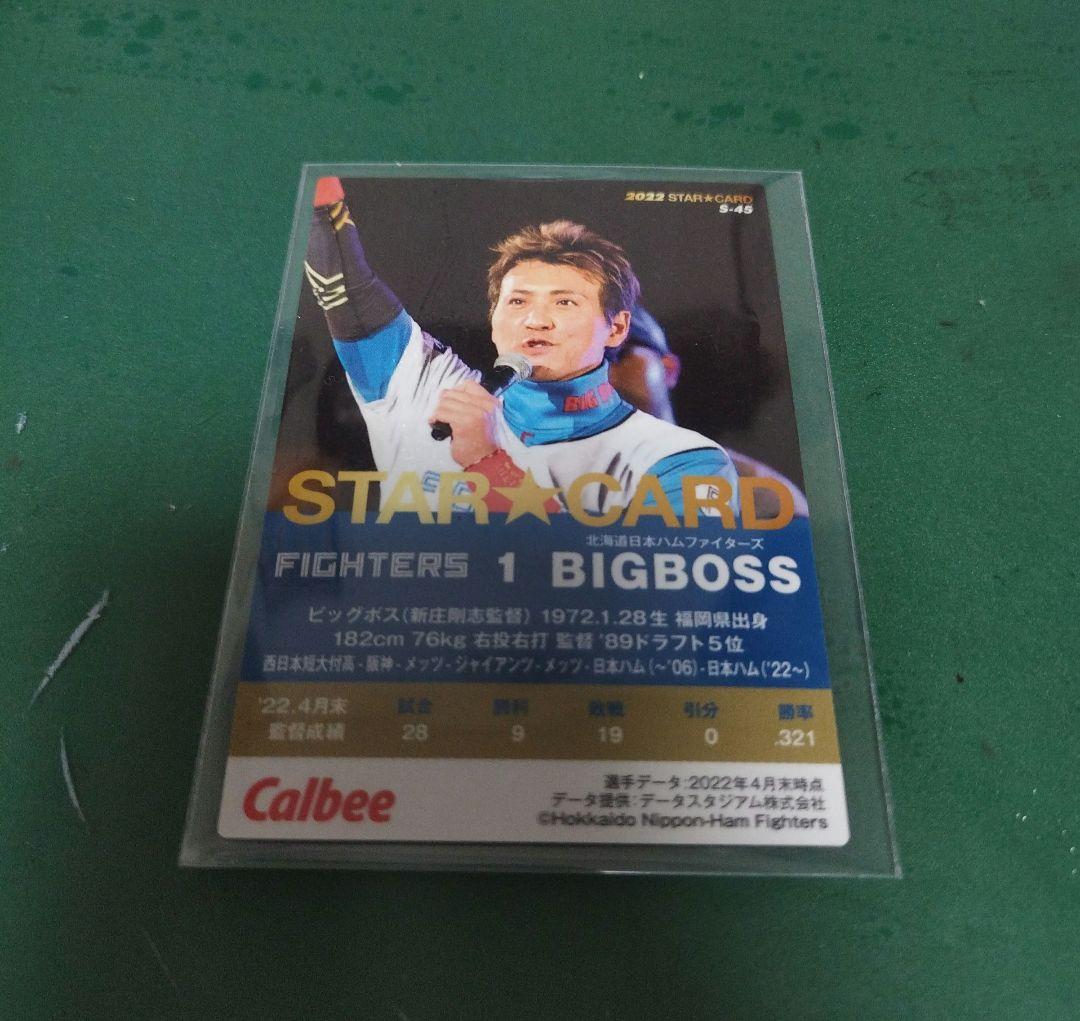 2022 STAR★CARD
S-45
BIG
STAR★CARD
北海道日本ハムファイターズ
FIGHTERS 1 BIGBOSS
ビッグボス(新庄剛志監督) 1972.1.28生 福岡県出身
182cm 76kg 右投右打 監督 '89ドラフト5位
西日本短大付高-阪神-メッツ-ジャイアンツ-メッツ-日本ハム(〜'06)-日本ハム('22〜)
'22.4月末 試合 勝利 敗戦 引分 勝率
監督成績 28 9 19 0 .321
選手データ:2022年4月末時点
データ提供:データスタジアム株式会社
©Hokkaido Nippon-Ham Fighters
Calbee